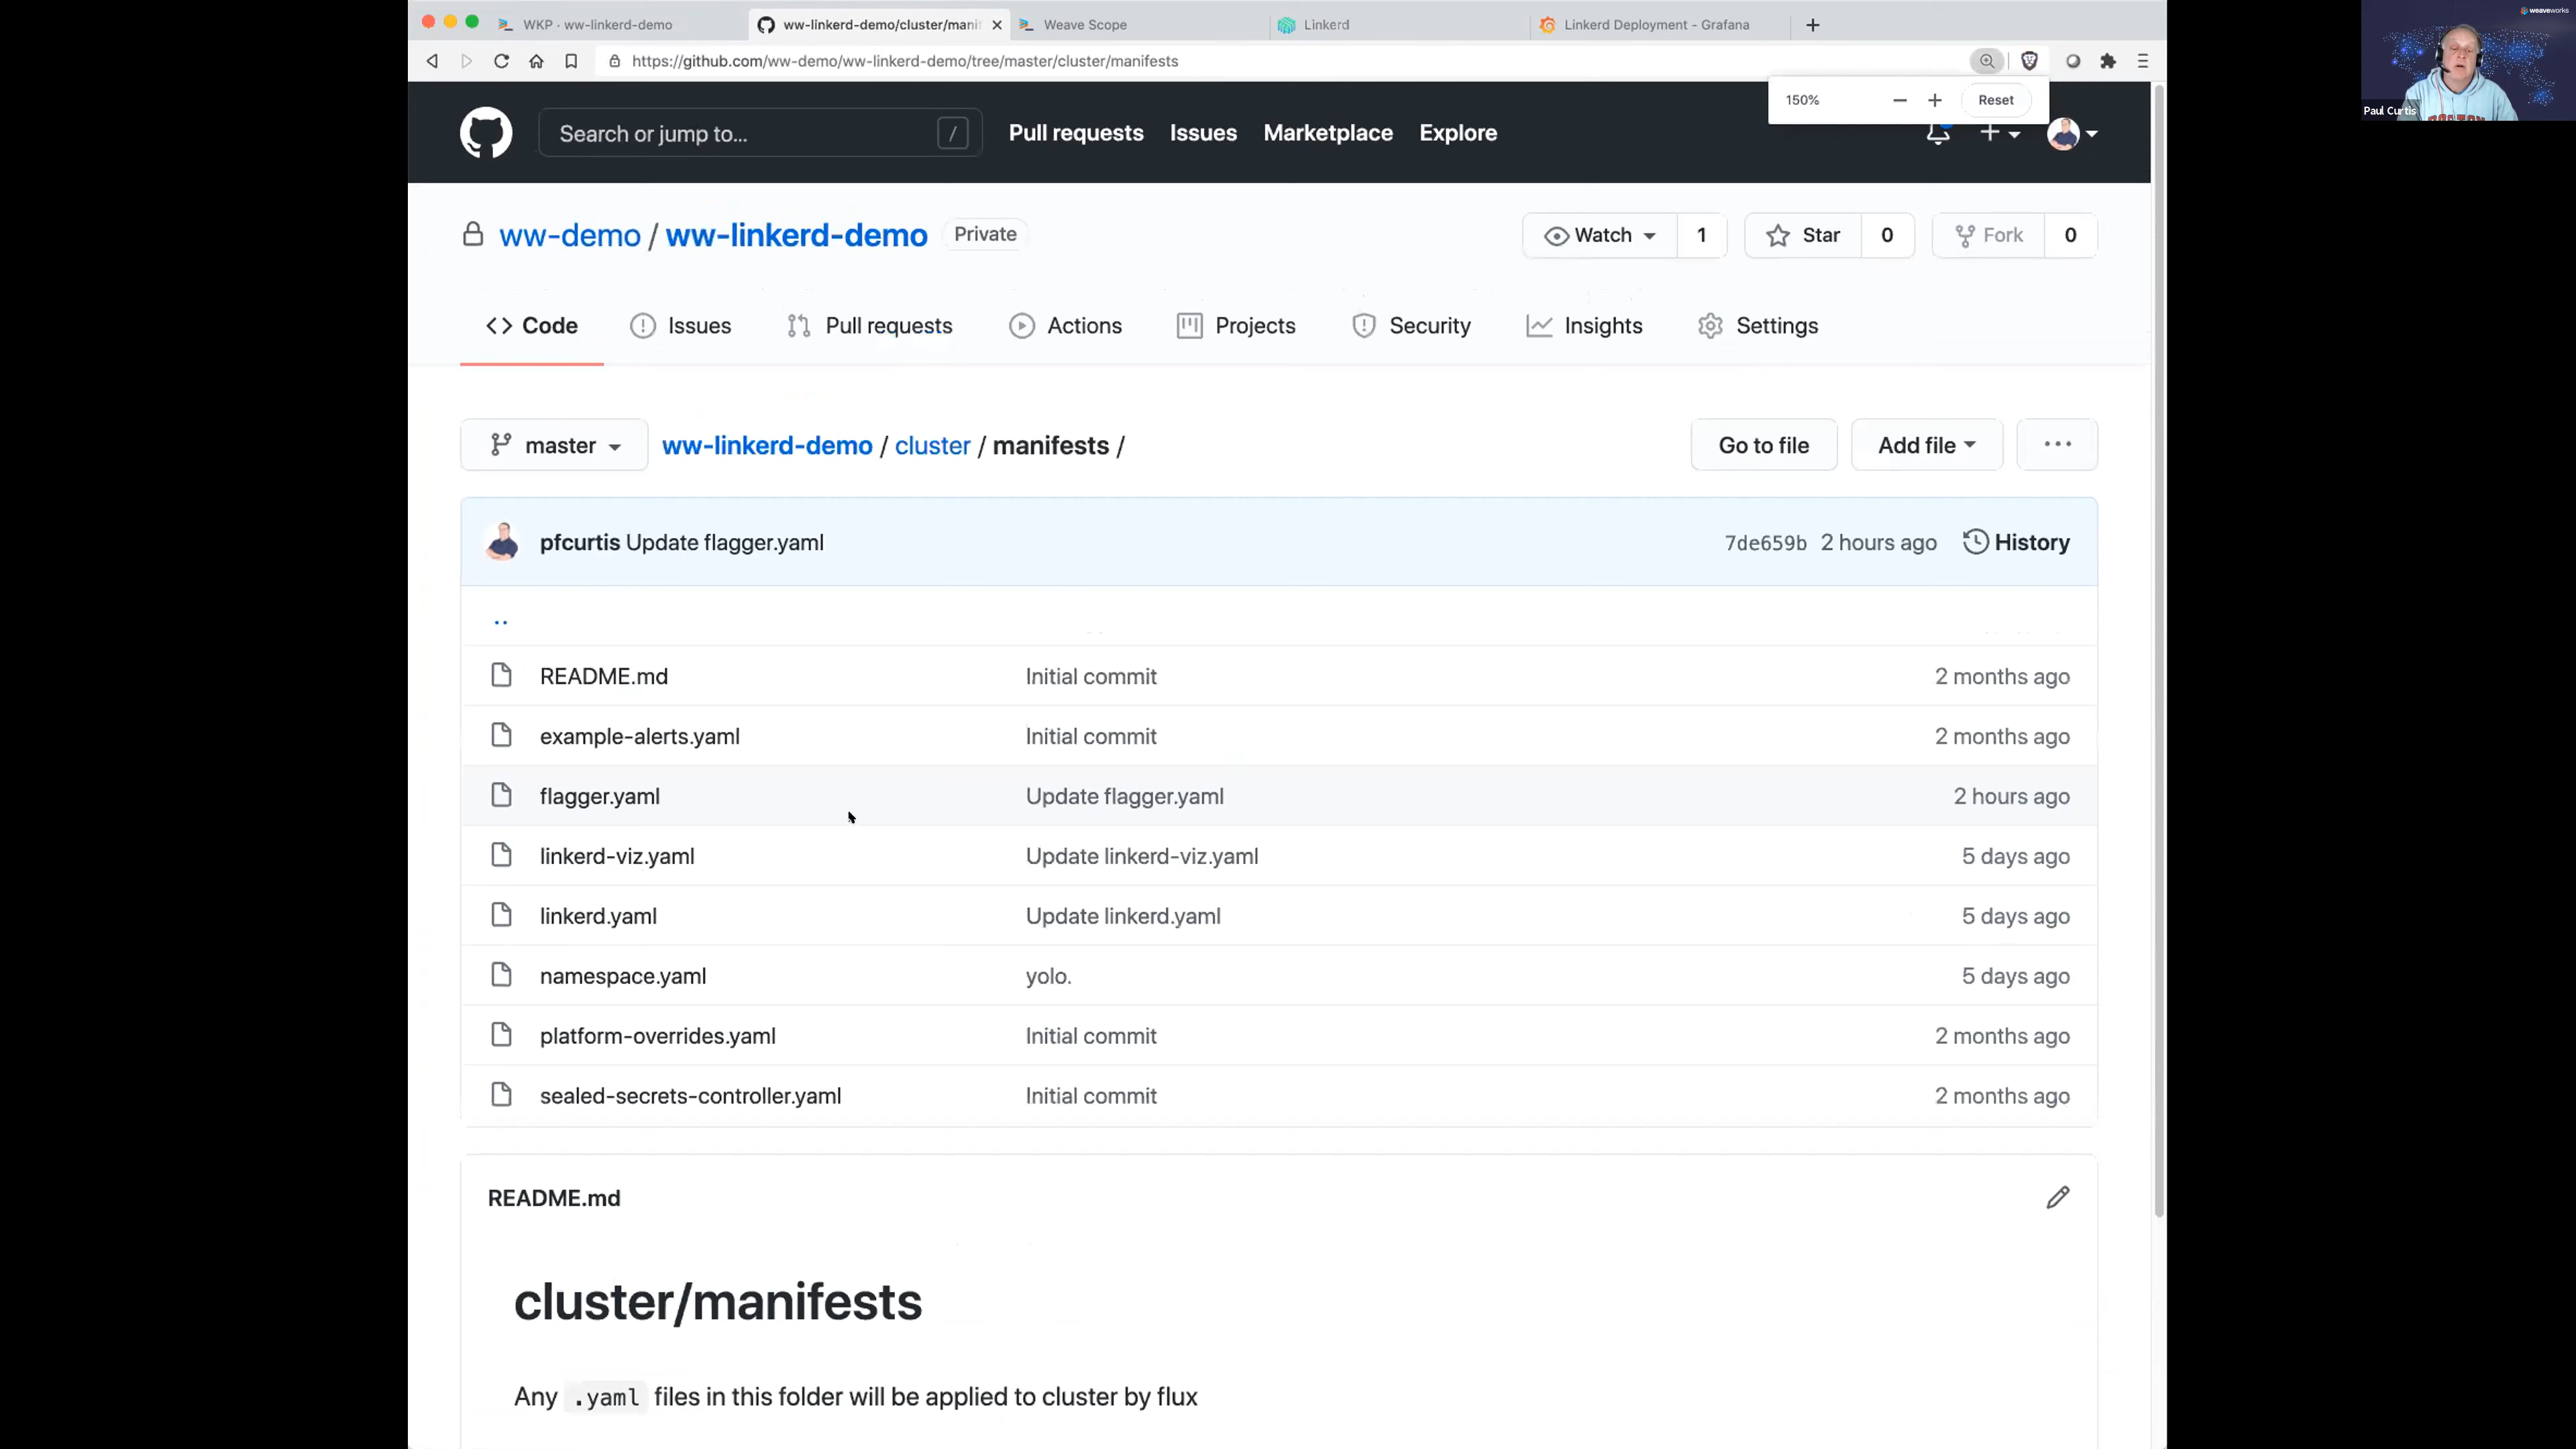 WKP · ww-linkerd-demo
ww-linkerd-demo/cluster/manif
Weave Scope
Linkerd
Linkerd Deployment - Grafana
https://github.com/ww-demo/ww-linkerd-demo/tree/master/cluster/manifests
150%
Reset
Search or jump to...
/
Pull requests
Issues
Marketplace
Explore
ww-demo / ww-linkerd-demo
Private
Watch
1
Star
0
Fork
0
Code
Issues
Pull requests
Actions
Projects
Security
Insights
Settings
master
ww-linkerd-demo / cluster / manifests /
Go to file
Add file
...
pfcurtis Update flagger.yaml
7de659b 2 hours ago
History
..
README.md Initial commit 2 months ago
example-alerts.yaml Initial commit 2 months ago
flagger.yaml Update flagger.yaml 2 hours ago
linkerd-viz.yaml Update linkerd-viz.yaml 5 days ago
linkerd.yaml Update linkerd.yaml 5 days ago
namespace.yaml yolo. 5 days ago
platform-overrides.yaml Initial commit 2 months ago
sealed-secrets-controller.yaml Initial commit 2 months ago
README.md
cluster/manifests
Any .yaml files in this folder will be applied to cluster by flux
weaveworks
Paul Curtis